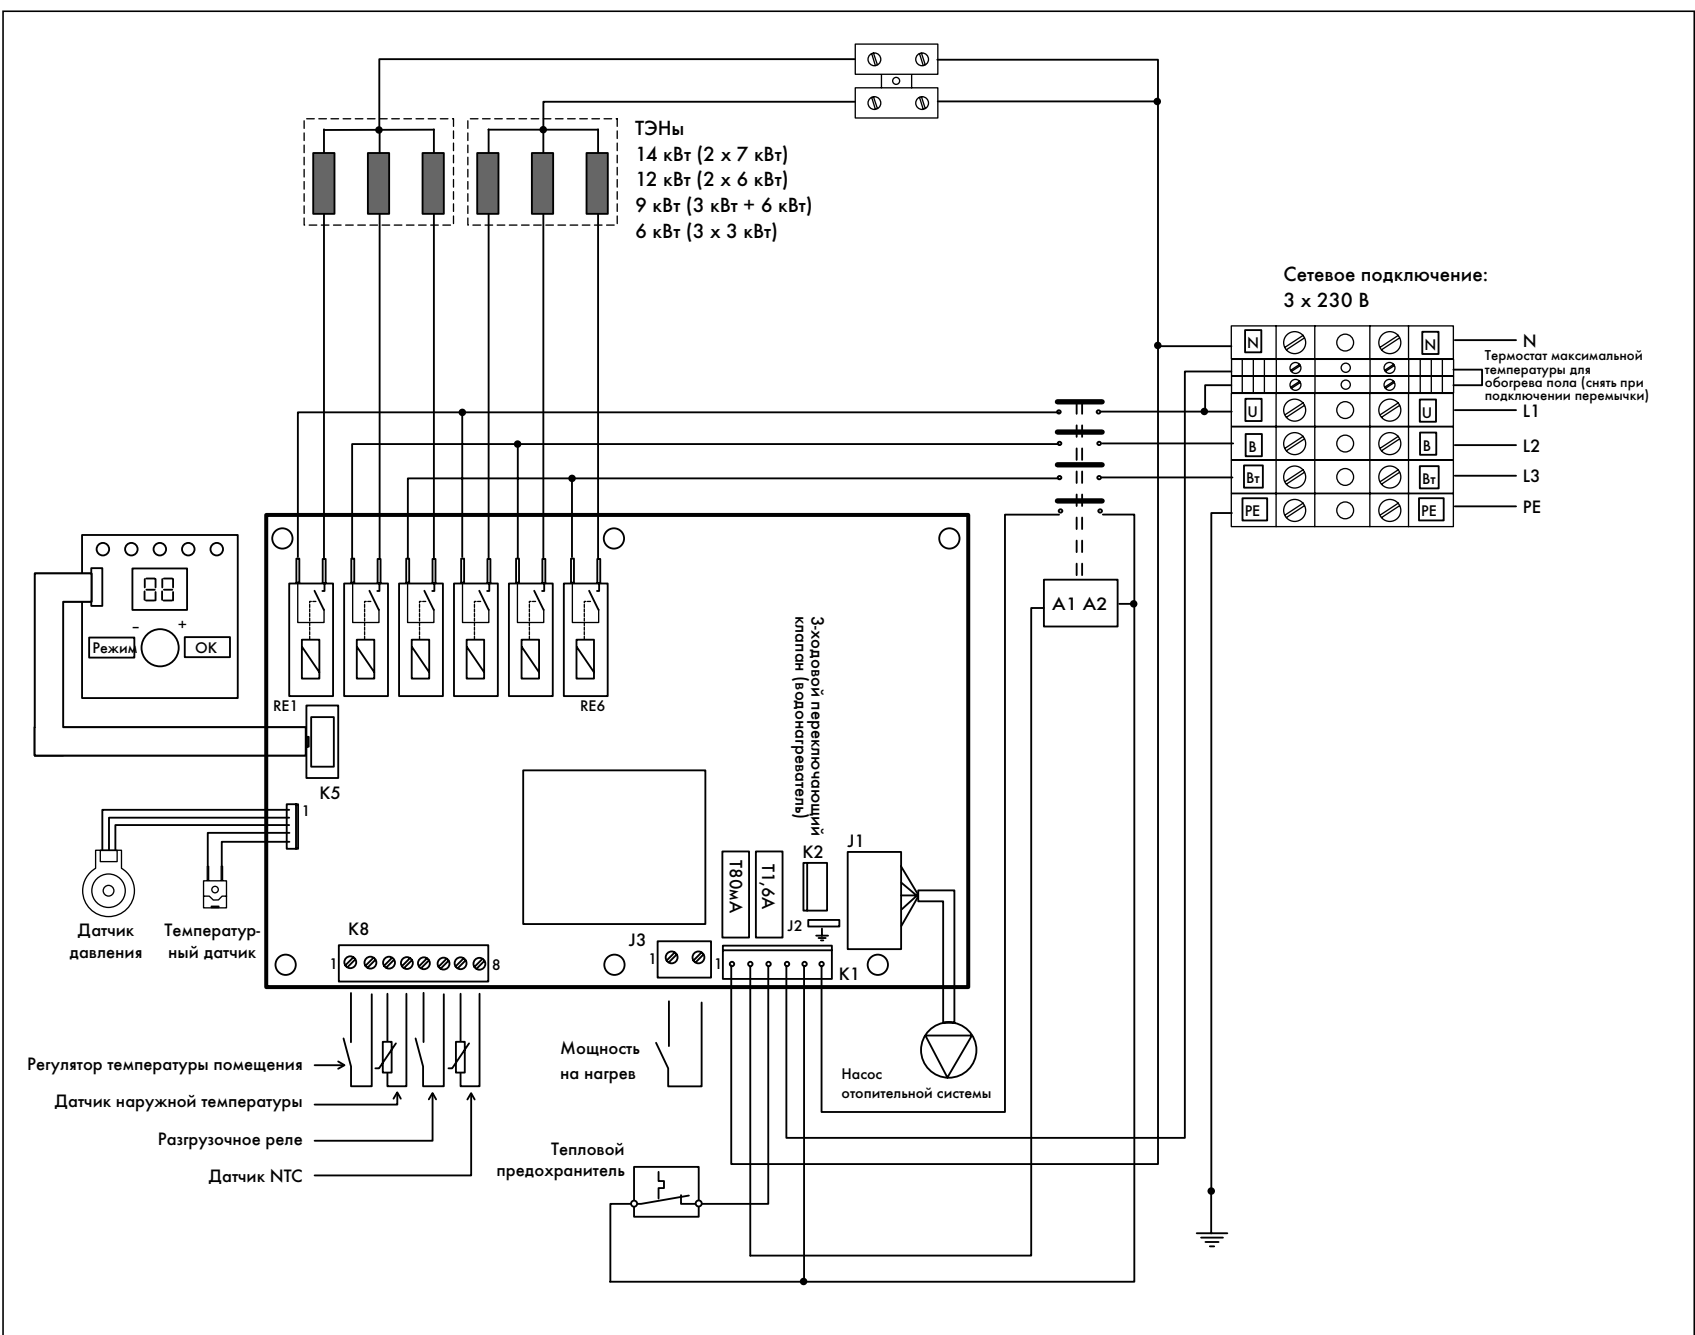 ТЭНы
14 кВт (2 x 7 кВт)
12 кВт (2 x 6 кВт)
9 кВт (3 кВт + 6 кВт)
6 кВт (3 x 3 кВт)
Сетевое подключение:
3 x 230 В
N
N
N
Термостат максимальной
температуры для
обогрева пола (снять при
подключении перемычки)
U
U
L1
В
В
L2
Вт
Вт
L3
PE
PE
PE
A1 A2
–
+
Режим
OK
RE1
RE6
3-ходовой переключающий
клапан (водонагреватель)
K5
1
Датчик
давления
Температур-
ный датчик
T80мА
T1,6A
K2
J1
J2
K8
1
8
J3
1
1
K1
Регулятор температуры помещения
Датчик наружной температуры
Разгрузочное реле
Датчик NTC
Мощность
на нагрев
Насос
отопительной системы
Тепловой
предохранитель